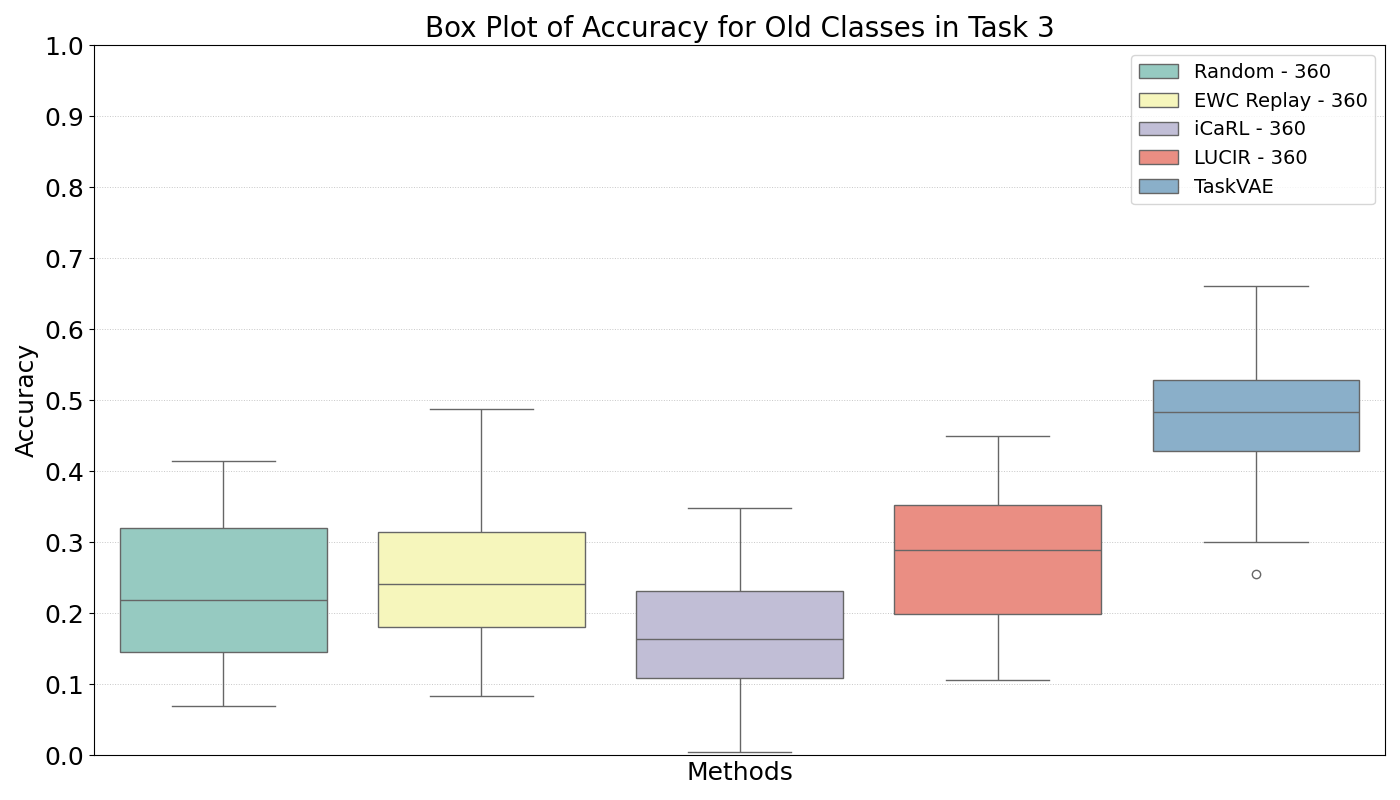 Box Plot of Accuracy for Old Classes in Task 3
1.0
0.9
0.8
0.7
0.6
0.5
0.4
0.3
0.2
0.1
0.0
Accuracy
Methods
Random - 360
EWC Replay - 360
iCaRL - 360
LUCIR - 360
TaskVAE